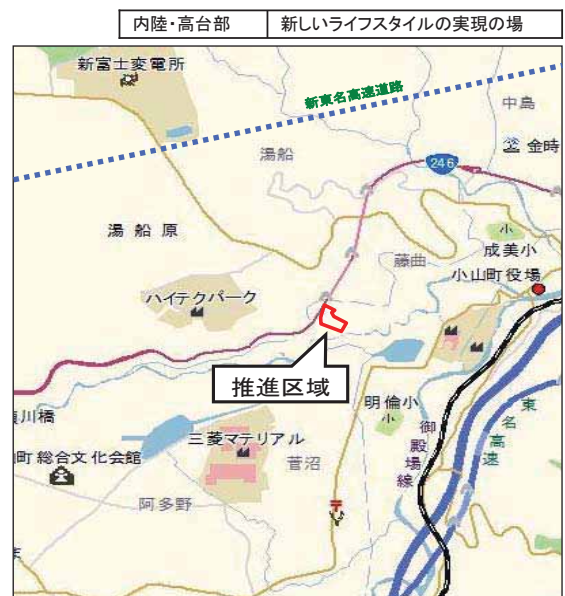 内陸・高台部 新しいライフスタイルの実現の場
新富士変電所
新東名高速道路
中島
湯船
246
金時
湯船原
小
成美小
藤曲
小山町役場
ハイテクパーク
推進区域
明倫小
小
川橋
三菱マテリアル
町総合文化会館
菅沼
御殿場線
東名高速
阿多野